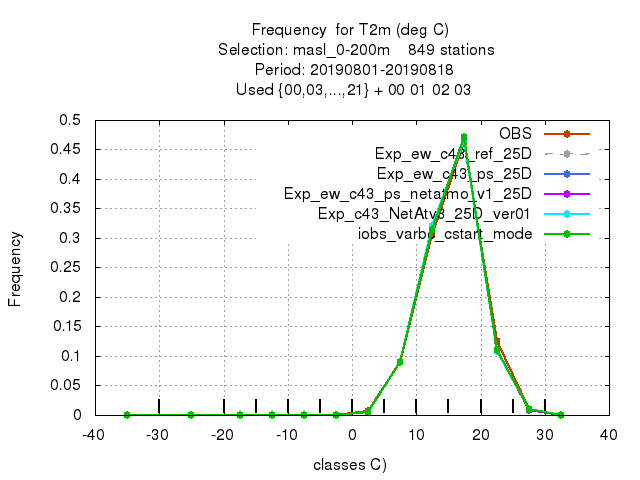 Frequency for T2m (deg C)
Selection: masl_0-200m 849 stations
Period: 20190801-20190818
Used {00,03,...,21} + 00 01 02 03
OBS
Exp_ew_c43_ref_25D
Exp_ew_c43_ps_25D
Exp_ew_c43_ps_netatmo_v1_25D
Exp_c43_NetAtv3_25D_ver01
iobs_varbc_cstart_mode
Frequency
0.5
0.45
0.4
0.35
0.3
0.25
0.2
0.15
0.1
0.05
0
-40 -30 -20 -10 0 10 20 30 40
classes C)